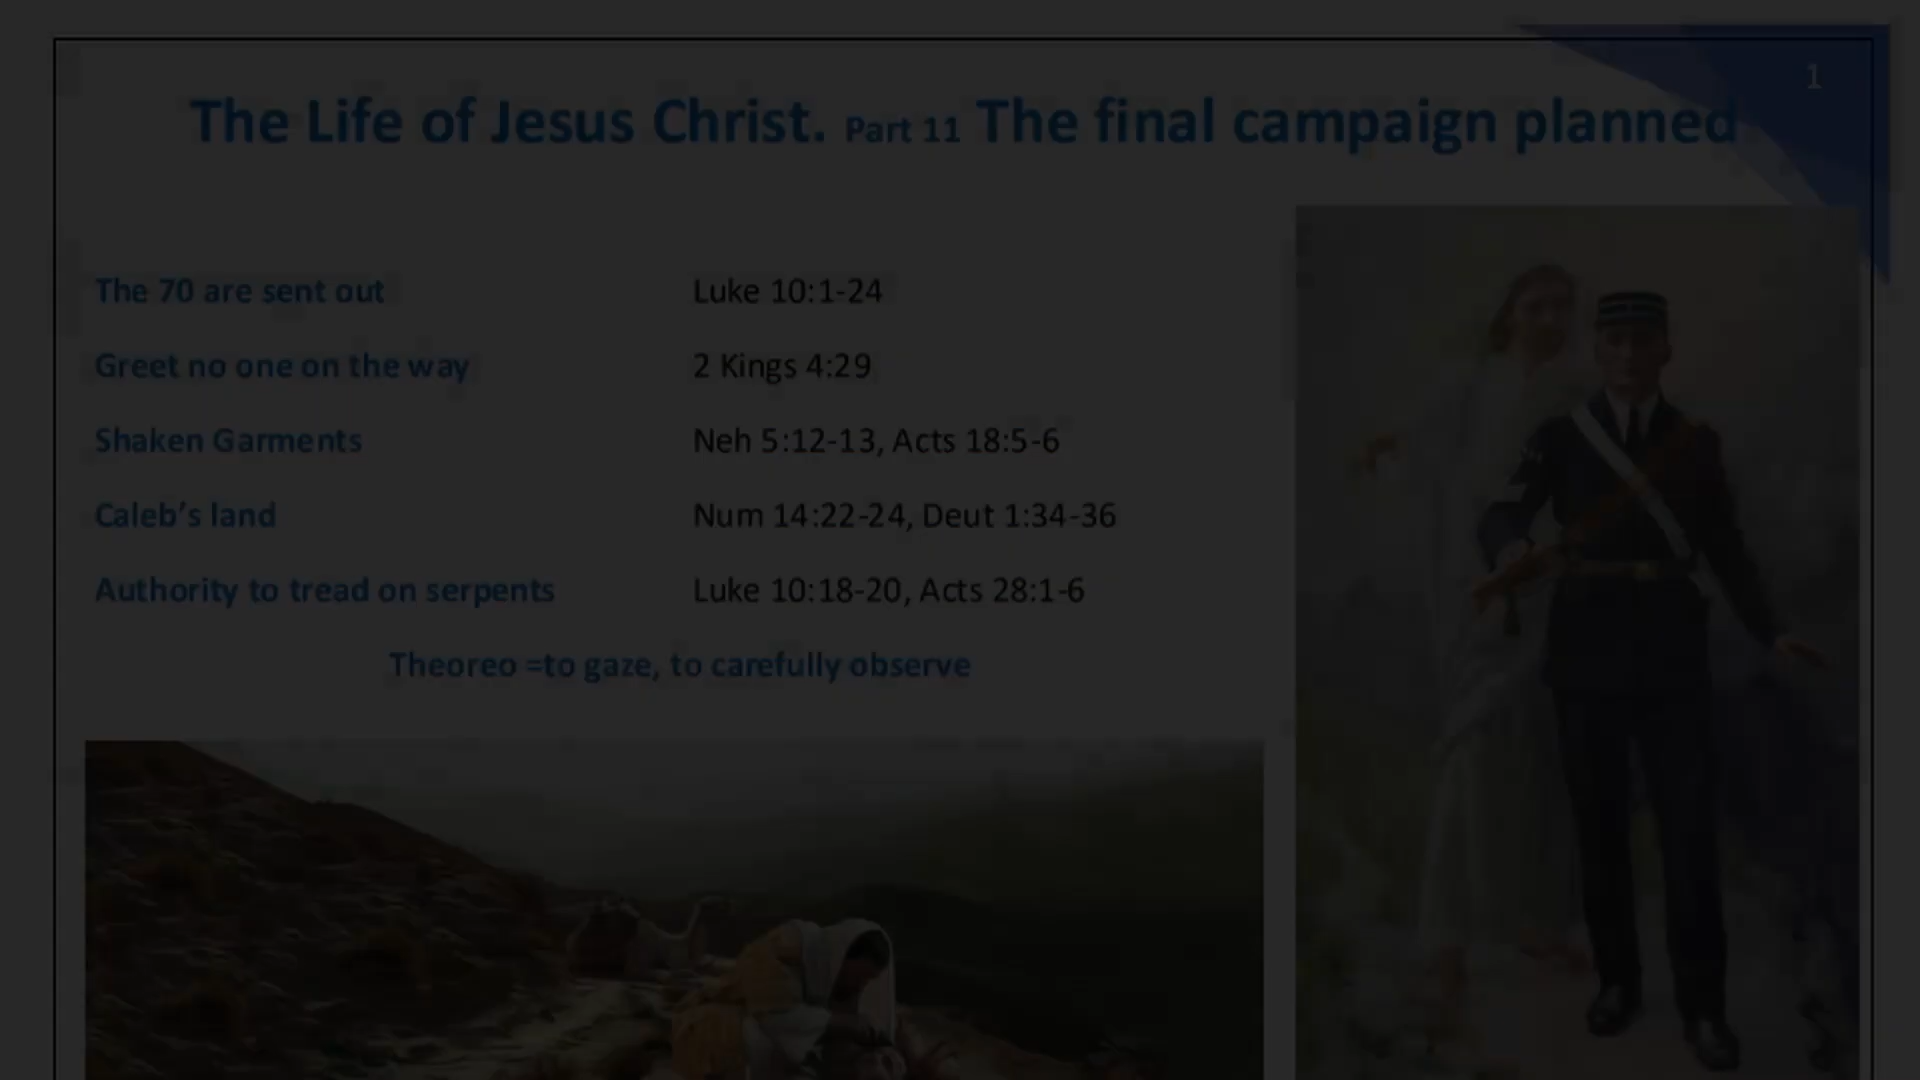 1
The Life of Jesus Christ. Part 11 The final campaign planned
The 70 are sent out Luke 10:1-24
Greet no one on the way 2 Kings 4:29
Shaken Garments Neh 5:12-13, Acts 18:5-6
Caleb's land Num 14:22-24, Deut 1:34-36
Authority to tread on serpents Luke 10:18-20, Acts 28:1-6
Theoreo =to gaze, to carefully observe